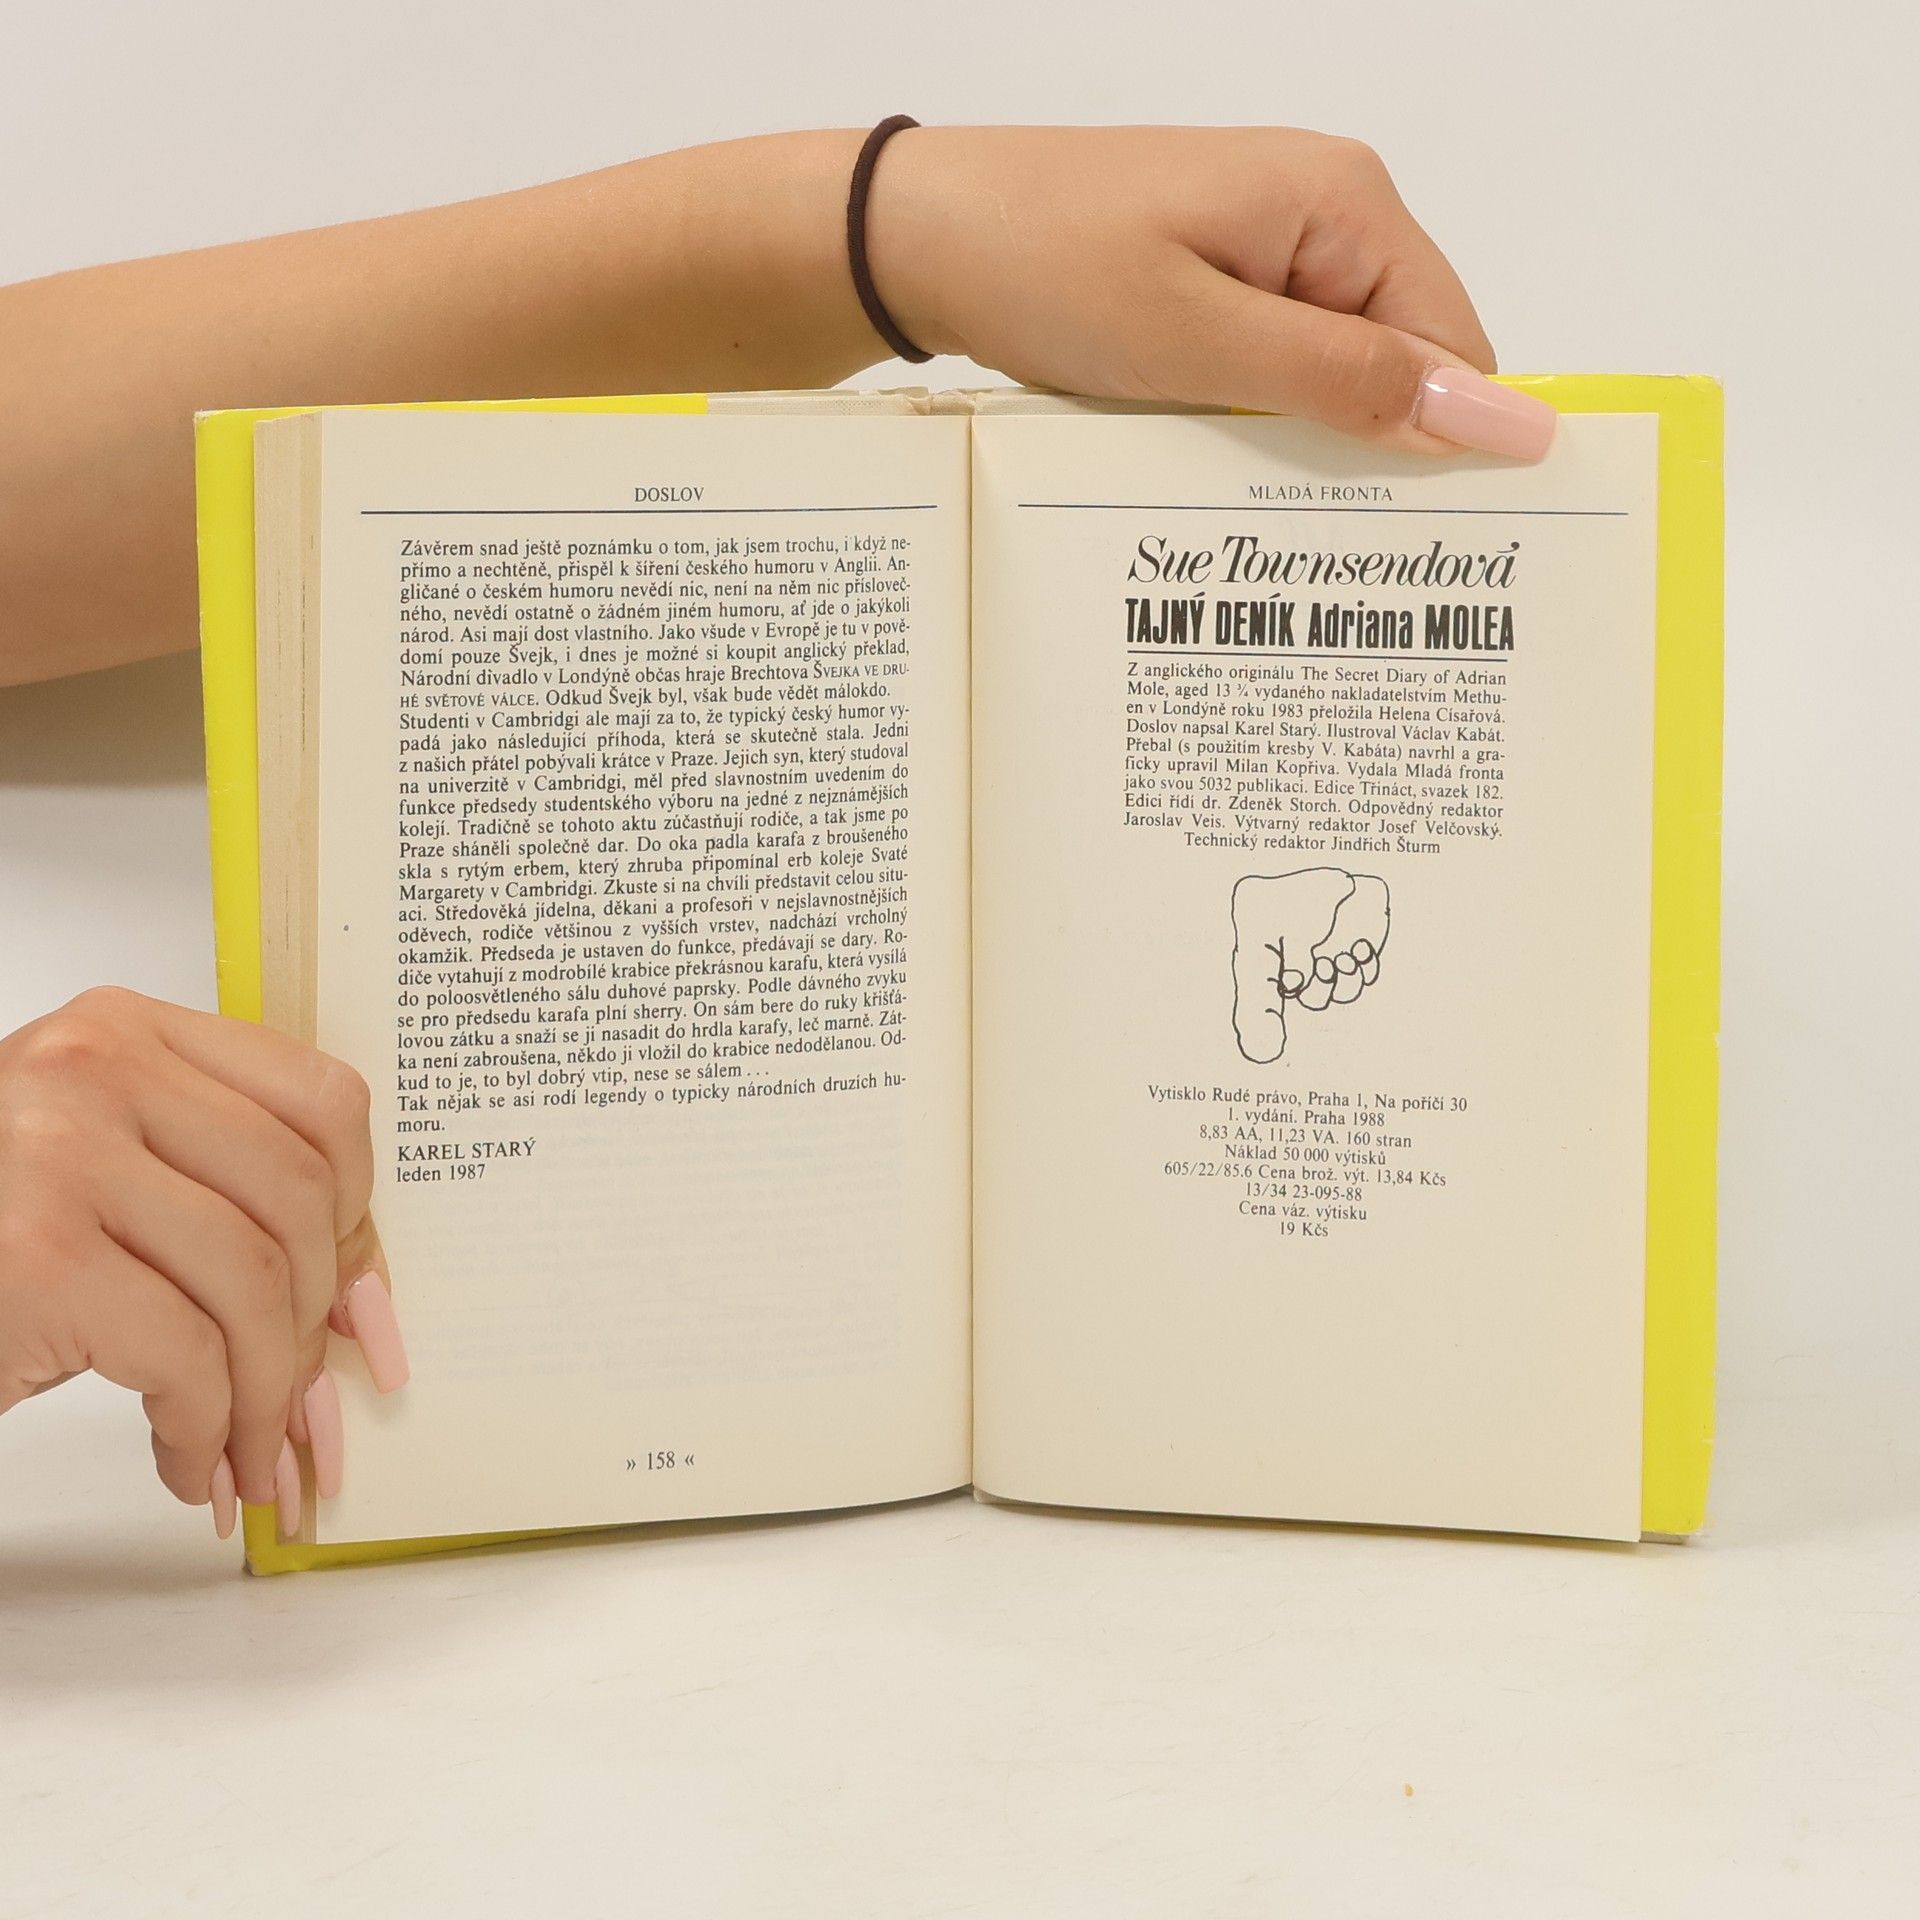 DOSLOV
Závěrem snad ještě poznámku o tom, jak jsem trochu, i když ne-
přímo a nechtěně, přispěl k šíření českého humoru v Anglii. An-
gličané o českém humoru nevědí nic, není na něm nic příslověč-
ného, nevědí ostatně o žádném jiném humoru, ať jde o jakýkoli
národ. Asi mají dost vlastního. Jako všude v Evropě je tu v pově-
domí pouze Švejk, i dnes je možné si koupit anglický překlad,
Národní divadlo v Londýně občas hraje Brechtova ŠVEJKA VE DRU-
HÉ SVĚTOVÉ VÁLCE. Odkud Švejk byl, však bude vědět málokdo.
Studenti v Cambridgi ale mají za to, že typický český humor vy-
padá jako následující příhoda, která se skutečně stala. Jedni
z našich přátel pobývali krátce v Praze. Jejich syn, který studoval
na univerzitě v Cambridgi, měl před slavnostním uvedením do
funkce předsedy studentského výboru na jedné z nejznámějších
kolejí. Tradičně se tohoto aktu zúčastňují rodiče, a tak jsme po
Praze sháněli společně dar. Do oka padla karafa z broušeného
skla s rytým erbem, který zhruba připomínal erb koleje Svaté
Margarety v Cambridgi. Zkuste si na chvíli představit celou situ-
aci. Středověká jídelna, děkani a profesoři v nejslavnostnějších
oděvech, rodiče většinou z vyšších vrstev, nadchází vrcholný
okamžik. Předseda je ustaven do funkce, předávají se dary. Ro-
diče vytahují z modrobílé krabice překrásnou karafu, která vysílá
do poloosvětleného sálu duhové paprsky. Podle dávného zvyku
se pro předsedu karafa plní sherry. On sám bere do ruky křišťá-
lovou zátku a snaží se ji nasadit do hrdla karafy, leč marně. Zát-
ka není zabroušena, někdo ji vložil do krabice nedodělanou. Od-
kud to je, to byl dobrý vtip, nese se sálem . . .
Tak nějak se asi rodí legendy o typicky národních druzích hu-
moru.
KAREL STARÝ
leden 1987
» 158 «
MLADÁ FRONTA
Sue Townsendová
TAJNÝ DENÍK Adriana MOLEA
Z anglického originálu The Secret Diary of Adrian
Mole, aged 13 ¾ vydaného nakladatelstvím Methu-
en v Londýně roku 1983 přeložila Helena Císařová.
Doslov napsal Karel Starý. Ilustroval Václav Kabát.
Přebal (s použitím kresby V. Kabáta) navrhl a gra-
ficky upravil Milan Kopřiva. Vydala Mladá fronta
jako svou 5032 publikaci. Edice Třináct, svazek 182.
Edici řídí dr. Zdeněk Storch. Odpovědný redaktor
Jaroslav Veis. Výtvarný redaktor Josef Velčovský.
Technický redaktor Jindřich Šturm
Vytisklo Rudé právo, Praha 1, Na poříčí 30
1. vydání. Praha 1988
8,83 AA, 11,23 VA. 160 stran
Náklad 50 000 výtisků
605/22/85.6 Cena brož. výt. 13,84 Kčs
13/34 23-095-88
Cena váz. výtisku
19 Kčs